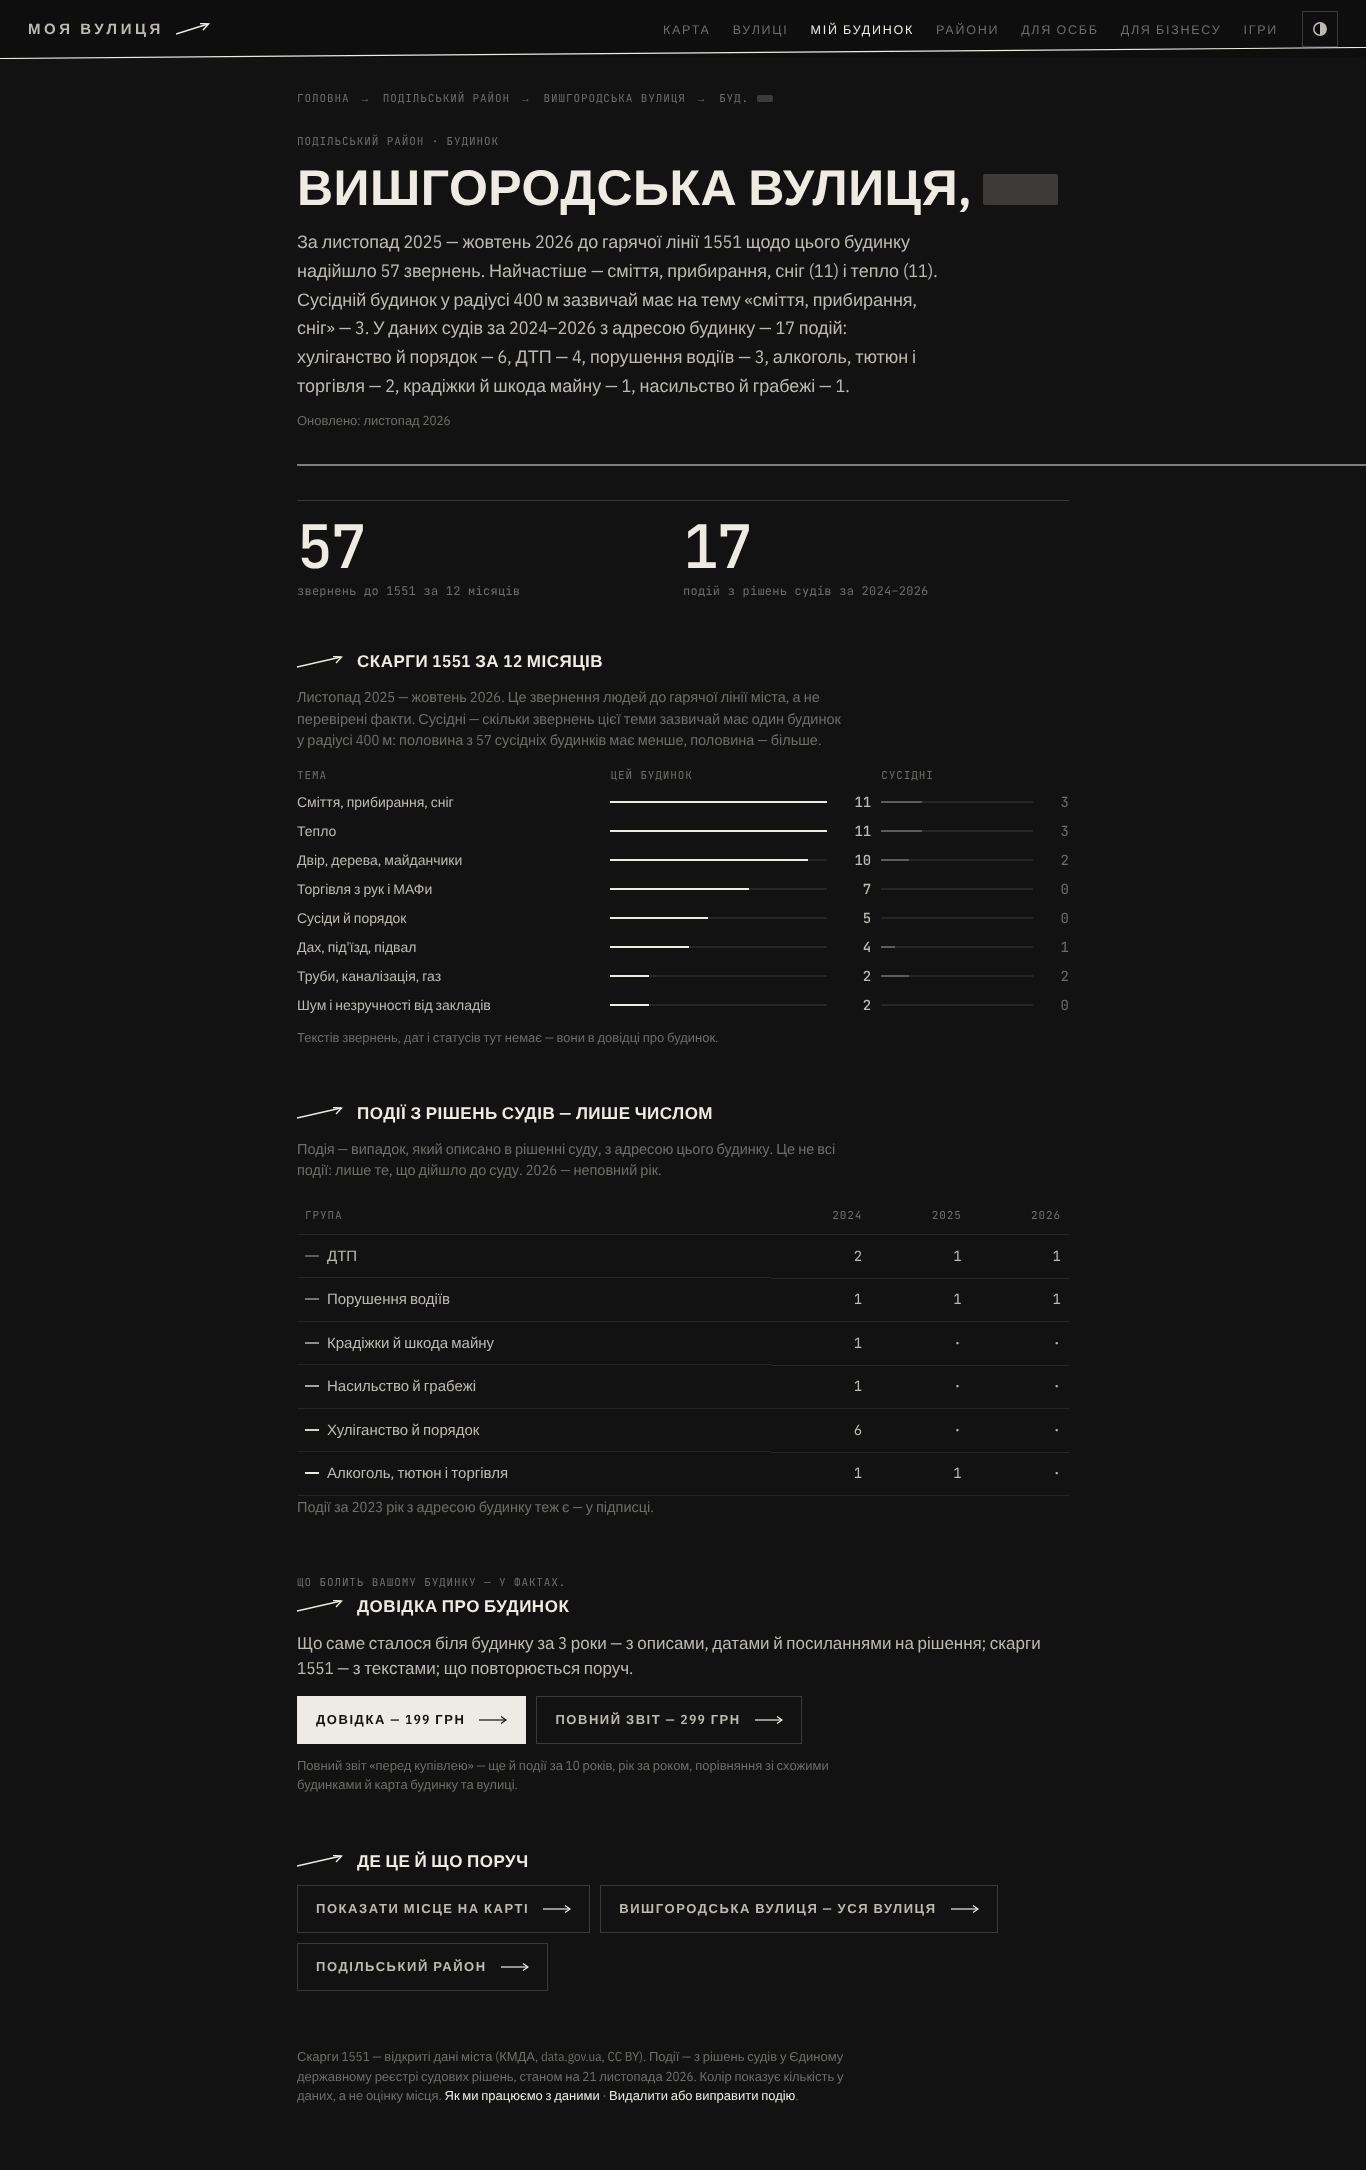 МОЯ ВУЛИЦЯ
КАРТА ВУЛИЦІ МІЙ БУДИНОК РАЙОНИ ДЛЯ ОСББ ДЛЯ БІЗНЕСУ ІГРИ
ГОЛОВНА → ПОДІЛЬСЬКИЙ РАЙОН → ВИШГОРОДСЬКА ВУЛИЦЯ → БУД.
ПОДІЛЬСЬКИЙ РАЙОН · БУДИНОК
ВИШГОРОДСЬКА ВУЛИЦЯ,
За листопад 2025 — жовтень 2026 до гарячої лінії 1551 щодо цього будинку
надійшло 57 звернень. Найчастіше — сміття, прибирання, сніг (11) і тепло (11).
Сусідній будинок у радіусі 400 м зазвичай має на тему «сміття, прибирання,
сніг» — 3. У даних судів за 2024–2026 з адресою будинку — 17 подій:
хуліганство й порядок — 6, ДТП — 4, порушення водіїв — 3, алкоголь, тютюн і
торгівля — 2, крадіжки й шкода майну — 1, насильство й грабежі — 1.
Оновлено: листопад 2026
57 17
звернень до 1551 за 12 місяців подій з рішень судів за 2024–2026
СКАРГИ 1551 ЗА 12 МІСЯЦІВ
Листопад 2025 — жовтень 2026. Це звернення людей до гарячої лінії міста, а не
перевірені факти. Сусідні — скільки звернень цієї теми зазвичай має один будинок
у радіусі 400 м: половина з 57 сусідніх будинків має менше, половина — більше.
ТЕМА ЦЕЙ БУДИНОК СУСІДНІ
Сміття, прибирання, сніг 11 3
Тепло 11 3
Двір, дерева, майданчики 10 2
Торгівля з рук і МАФи 7 0
Сусіди й порядок 5 0
Дах, під'їзд, підвал 4 1
Труби, каналізація, газ 2 2
Шум і незручності від закладів 2 0
Текстів звернень, дат і статусів тут немає — вони в довідці про будинок.
ПОДІЇ З РІШЕНЬ СУДІВ — ЛИШЕ ЧИСЛОМ
Подія — випадок, який описано в рішенні суду, з адресою цього будинку. Це не всі
події: лише те, що дійшло до суду. 2026 — неповний рік.
ГРУПА 2024 2025 2026
ДТП 2 1 1
Порушення водіїв 1 1 1
Крадіжки й шкода майну 1 · ·
Насильство й грабежі 1 · ·
Хуліганство й порядок 6 · ·
Алкоголь, тютюн і торгівля 1 1 ·
Події за 2023 рік з адресою будинку теж є — у підписці.
ЩО БОЛИТЬ ВАШОМУ БУДИНКУ — У ФАКТАХ.
ДОВІДКА ПРО БУДИНОК
Що саме сталося біля будинку за 3 роки — з описами, датами й посиланнями на рішення; скарги
1551 — з текстами; що повторюється поруч.
ДОВІДКА — 199 ГРН ПОВНИЙ ЗВІТ — 299 ГРН
Повний звіт «перед купівлею» — ще й події за 10 років, рік за роком, порівняння зі схожими
будинками й карта будинку та вулиці.
ДЕ ЦЕ Й ЩО ПОРУЧ
ПОКАЗАТИ МІСЦЕ НА КАРТІ ВИШГОРОДСЬКА ВУЛИЦЯ — УСЯ ВУЛИЦЯ
ПОДІЛЬСЬКИЙ РАЙОН
Скарги 1551 — відкриті дані міста (КМДА, data.gov.ua, CC BY). Події — з рішень судів у Єдиному
державному реєстрі судових рішень, станом на 21 листопада 2026. Колір показує кількість у
даних, а не оцінку місця. Як ми працюємо з даними · Видалити або виправити подію.